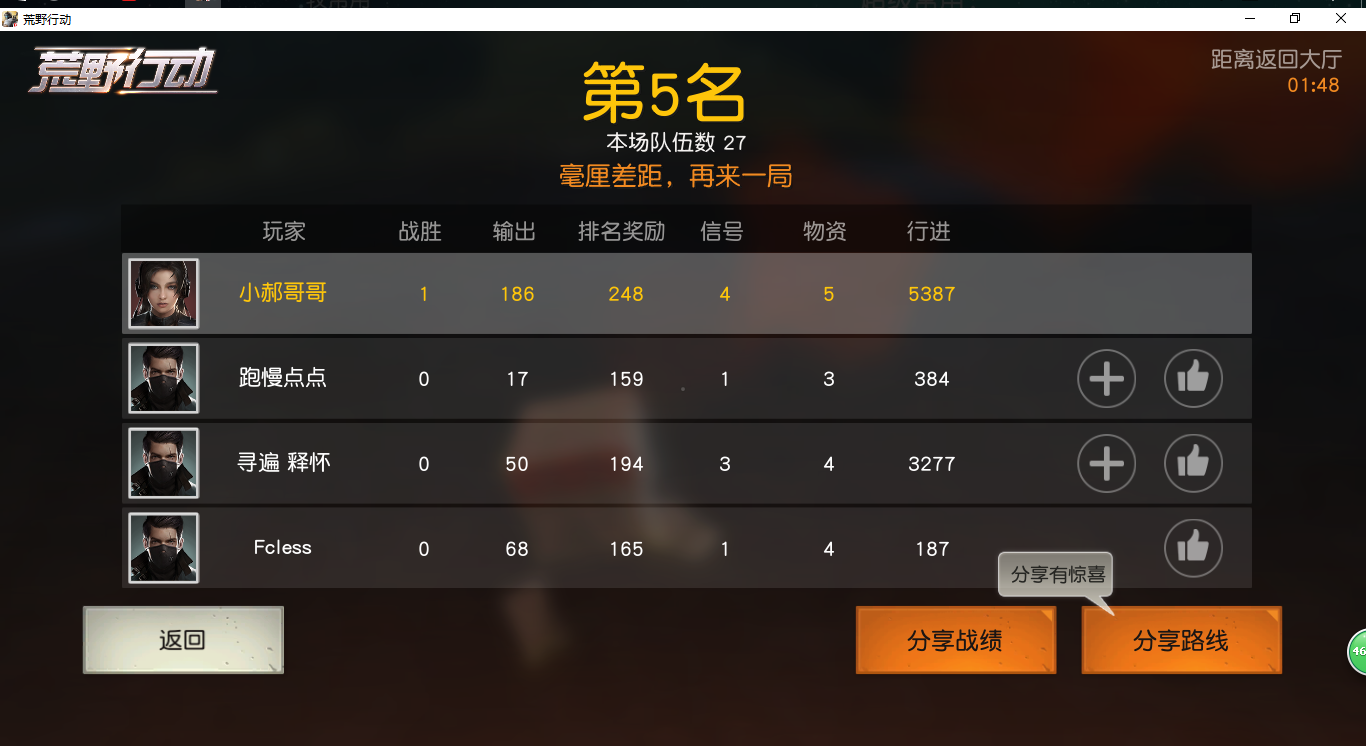 荒野行动
荒野行动
距离返回大厅
01:48
第5名
本场队伍数 27
毫厘差距，再来一局
玩家 战胜 输出 排名奖励 信号 物资 行进
小郝哥哥 1 186 248 4 5 5387
跑慢点点 0 17 159 1 3 384
寻遍 释怀 0 50 194 3 4 3277
Fcless 0 68 165 1 4 187
分享有惊喜
返回 分享战绩 分享路线
46